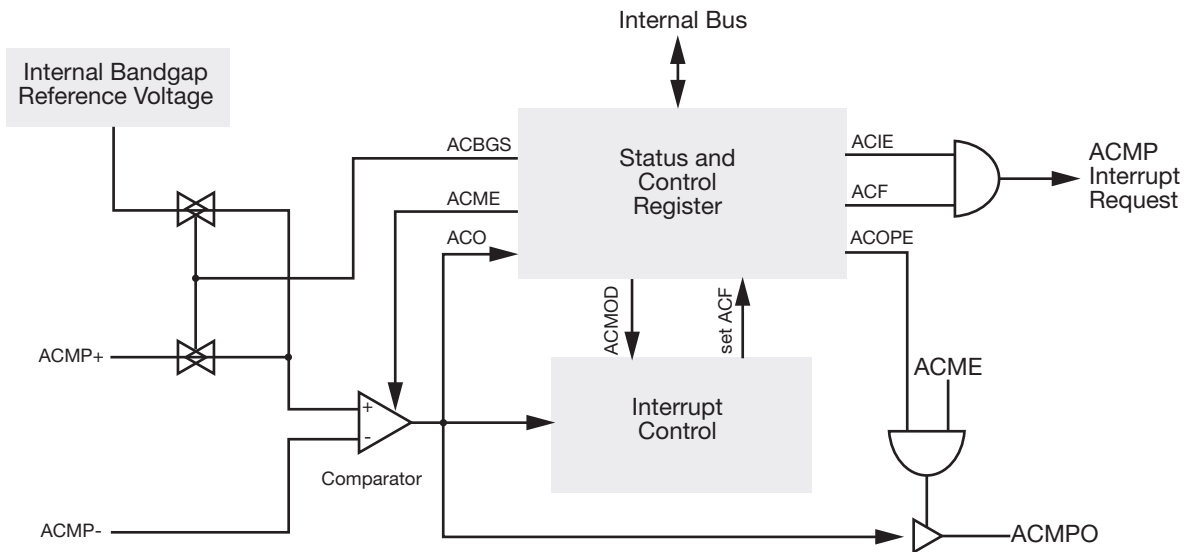 Internal Bus
Internal Bandgap
Reference Voltage
ACBGS
ACME
ACO
Status and
Control
Register
ACIE
ACF
ACOPE
ACMP
Interrupt
Request
ACMOD
set ACF
ACMP+
ACME
+
-
Comparator
Interrupt
Control
ACMP-
ACMPO